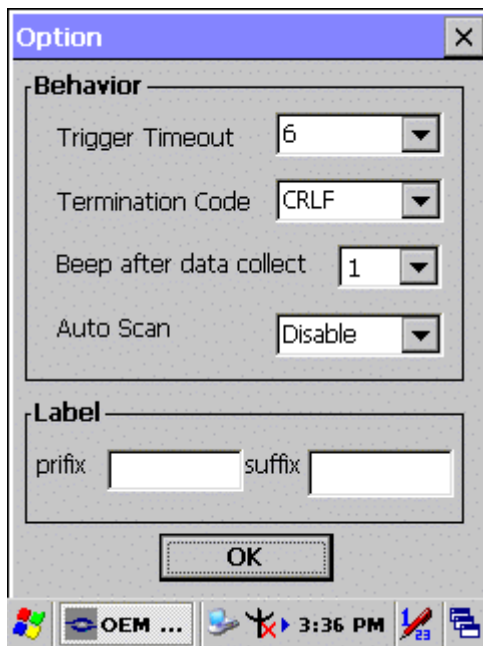 Option
Behavior
Trigger Timeout 6
Termination Code CRLF
Beep after data collect 1
Auto Scan Disable
Label
prifix suffix
OK
OEM ... 3:36 PM 1 23